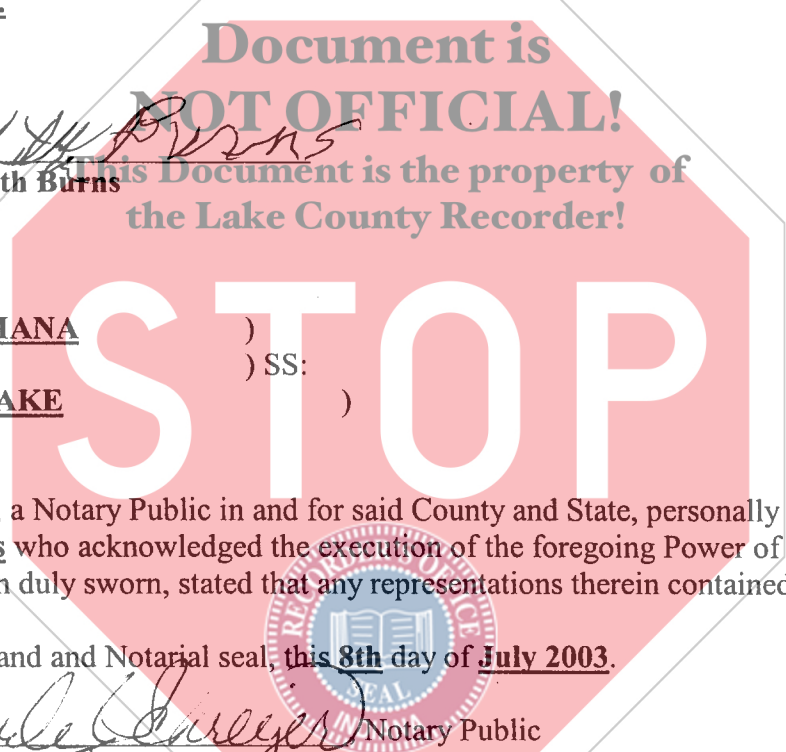 Document is
NOT OFFICIAL!
Burns
This Document is the property of
th Burns
the Lake County Recorder!
STOP
IANA )
) SS:
AKE )
a Notary Public in and for said County and State, personally
s who acknowledged the execution of the foregoing Power of
n duly sworn, stated that any representations therein contained
and and Notarial seal, this 8th day of July 2003.
RECORDER'S OFFICE
SEAL
INDIANA
Notary Public